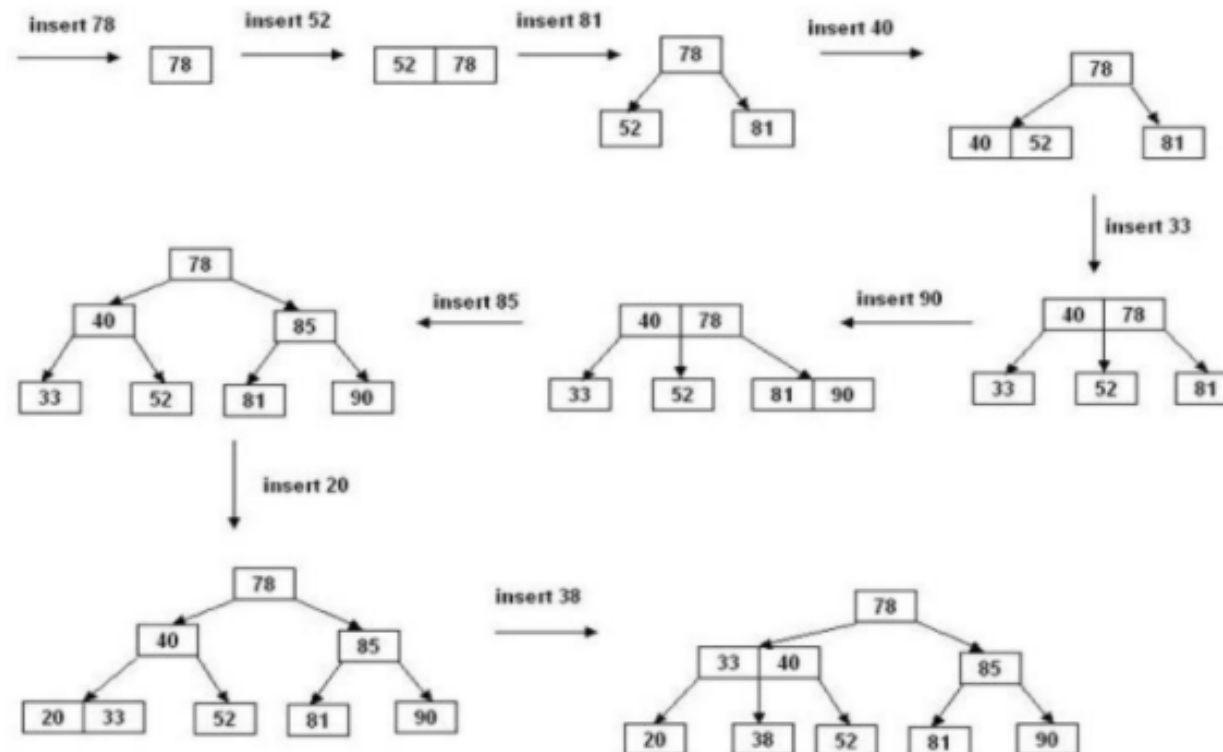 insert 78
78
insert 52
52 78
insert 81
78
52 81
insert 40
78
40 52 81
insert 33
40 78
33 52 81
insert 90
40 78
33 52 81 90
insert 85
78
40 85
33 52 81 90
insert 20
78
40 85
20 33 52 81 90
insert 38
78
33 40 85
20 38 52 81 90